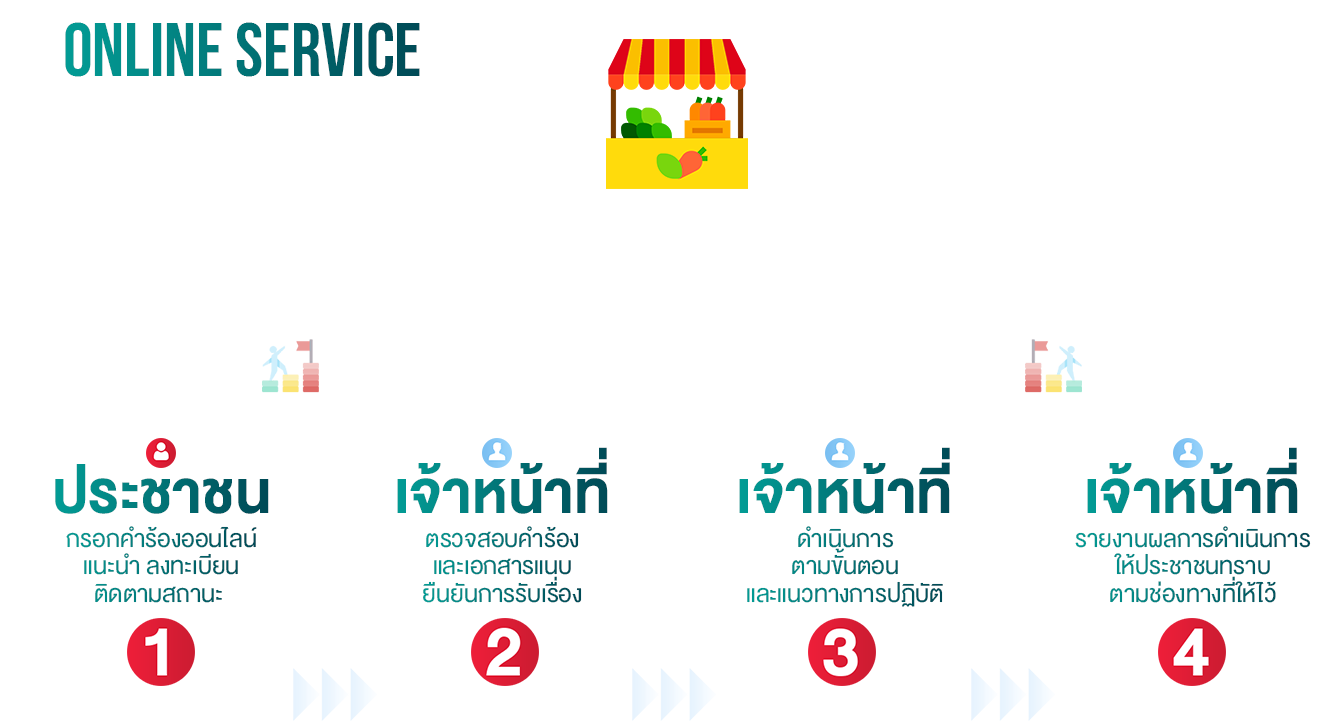 ONLINE SERVICE
ประชาชน
กรอกคำร้องออนไลน์
แนะนำ ลงทะเบียน
ติดตามสถานะ
1
เจ้าหน้าที่
ตรวจสอบคำร้อง
และเอกสารแนบ
ยืนยันการรับเรื่อง
2
เจ้าหน้าที่
ดำเนินการ
ตามขั้นตอน
และแนวทางการปฏิบัติ
3
เจ้าหน้าที่
รายงานผลการดำเนินการ
ให้ประชาชนทราบ
ตามช่องทางที่ให้ไว้
4